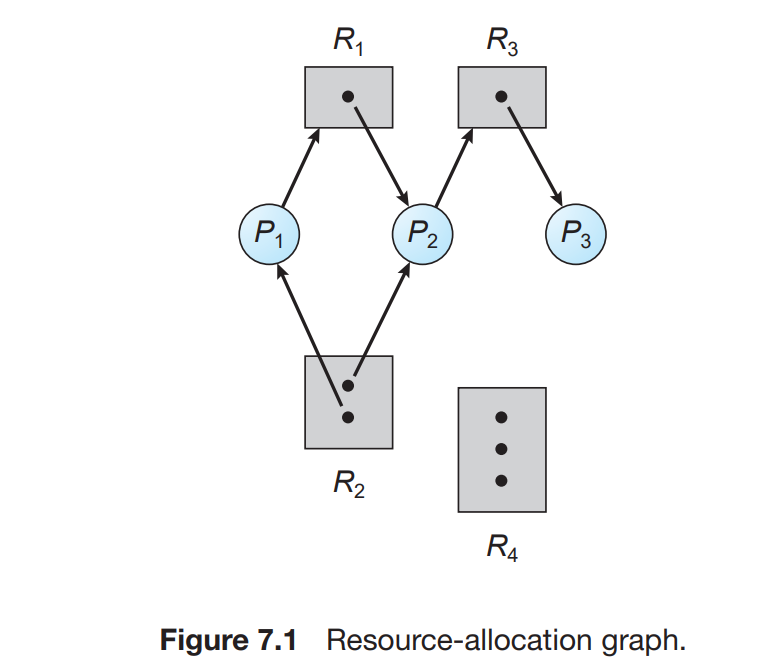 R1 R3
P1 P2 P3
R2
R4
Figure 7.1 Resource-allocation graph.